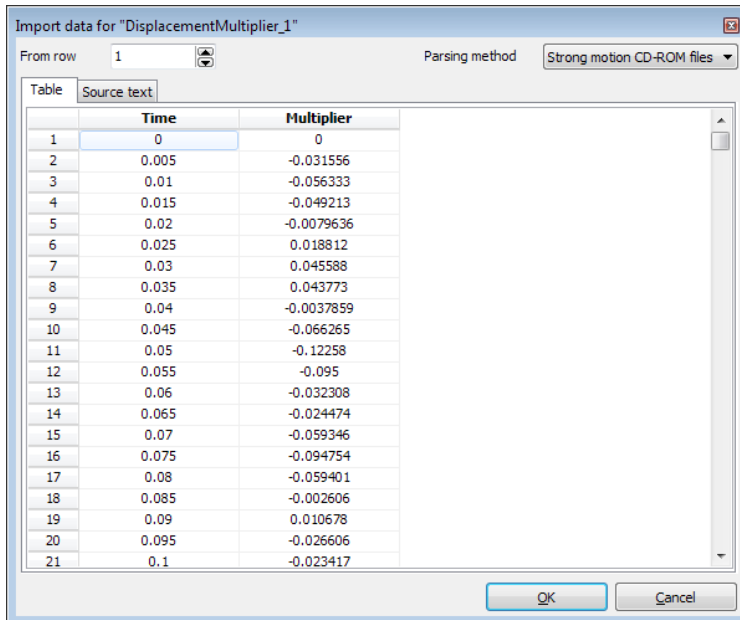 Import data for "DisplacementMultiplier_1"
From row 1 Parsing method Strong motion CD-ROM files
Table Source text
Time Multiplier
1 0 0
2 0.005 -0.031556
3 0.01 -0.056333
4 0.015 -0.049213
5 0.02 -0.0079636
6 0.025 0.018812
7 0.03 0.045588
8 0.035 0.043773
9 0.04 -0.0037859
10 0.045 -0.066265
11 0.05 -0.12258
12 0.055 -0.095
13 0.06 -0.032308
14 0.065 -0.024474
15 0.07 -0.059346
16 0.075 -0.094754
17 0.08 -0.059401
18 0.085 -0.002606
19 0.09 0.010678
20 0.095 -0.026606
21 0.1 -0.023417
OK Cancel